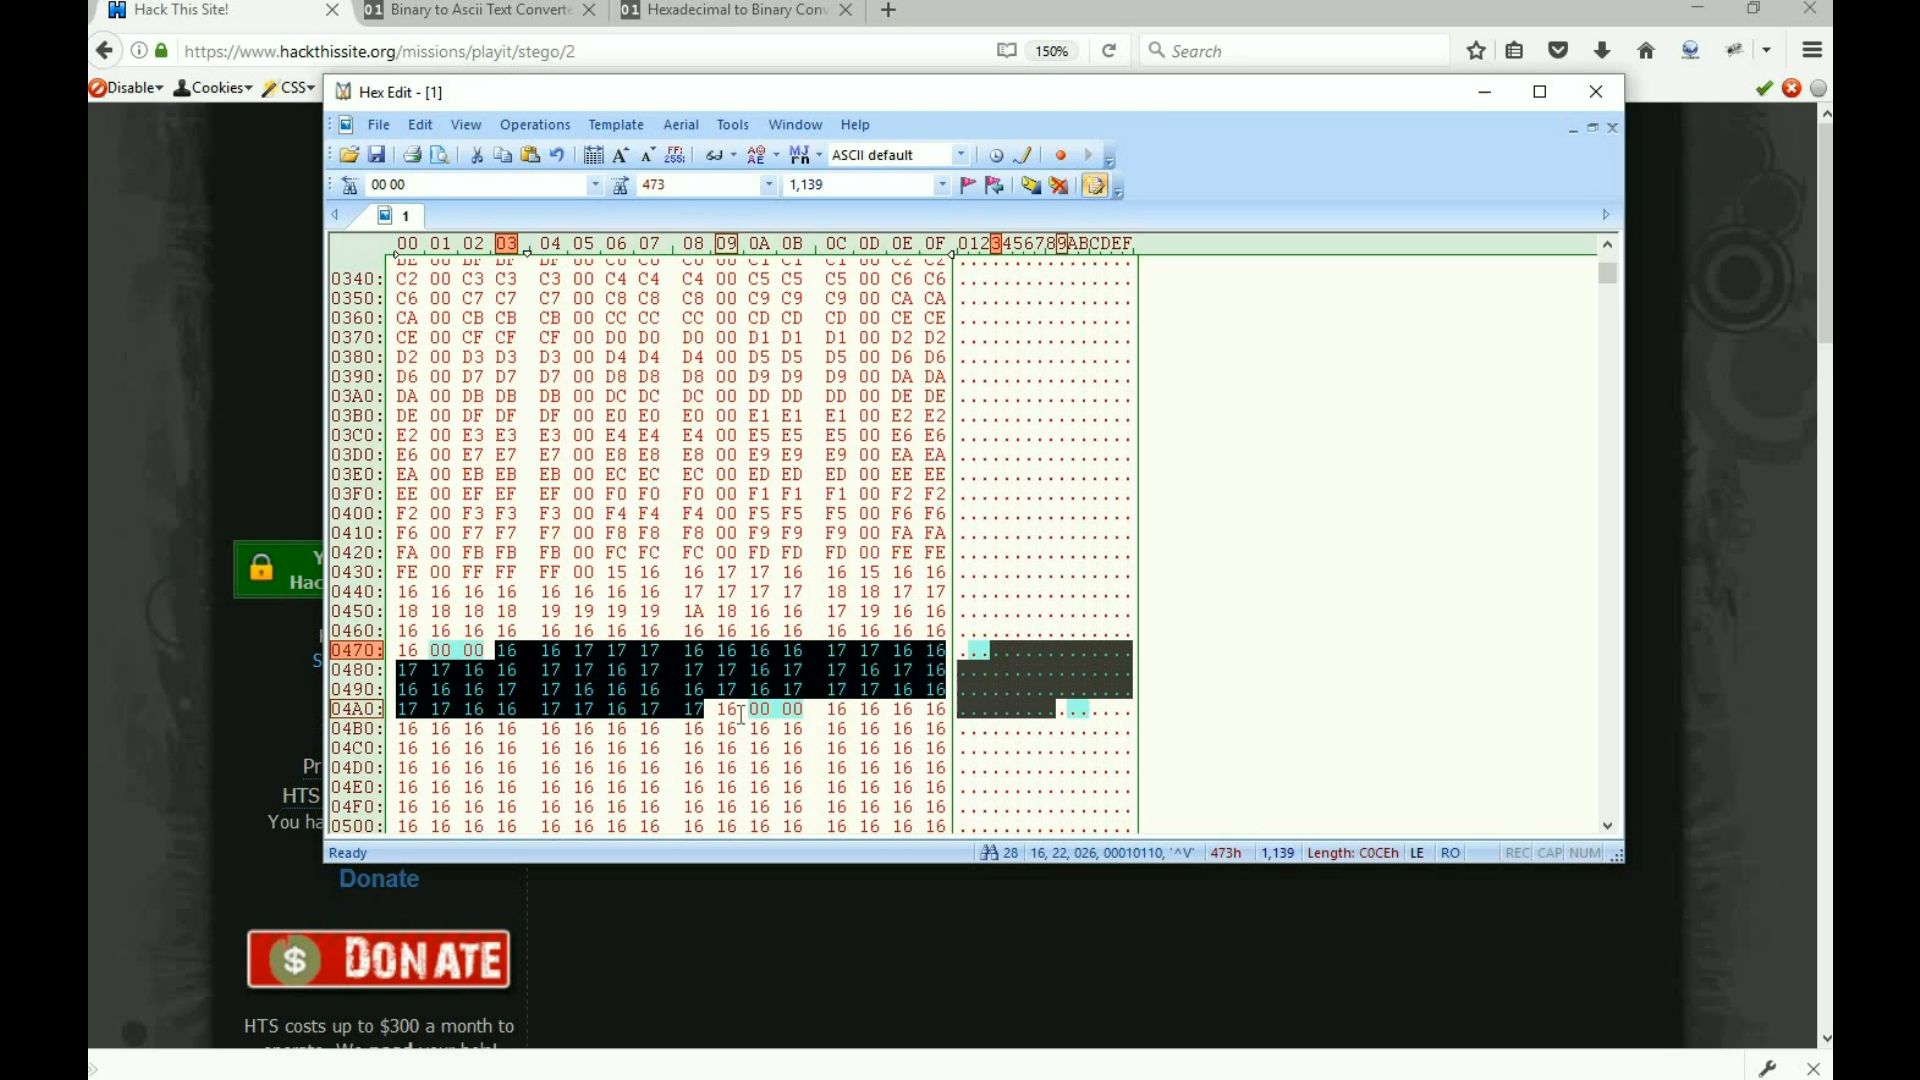 Hack This Site!
Binary to Ascii Text Converte
Hexadecimal to Binary Conv
https://www.hackthissite.org/missions/playit/stego/2
150%
Search
Disable
Cookies
CSS
Hex Edit - [1]
File Edit View Operations Template Aerial Tools Window Help
ASCII default
00 00
473
1,139
1
00 01 02 03 04 05 06 07 08 09 0A 0B 0C 0D 0E 0F 0123456789ABCDEF
0340: C2 00 C3 C3 C3 00 C4 C4 C4 00 C5 C5 C5 00 C6 C6
0350: C6 00 C7 C7 C7 00 C8 C8 C8 00 C9 C9 C9 00 CA CA
0360: CA 00 CB CB CB 00 CC CC CC 00 CD CD CD 00 CE CE
0370: CE 00 CF CF CF 00 D0 D0 D0 00 D1 D1 D1 00 D2 D2
0380: D2 00 D3 D3 D3 00 D4 D4 D4 00 D5 D5 D5 00 D6 D6
0390: D6 00 D7 D7 D7 00 D8 D8 D8 00 D9 D9 D9 00 DA DA
03A0: DA 00 DB DB DB 00 DC DC DC 00 DD DD DD 00 DE DE
03B0: DE 00 DF DF DF 00 E0 E0 E0 00 E1 E1 E1 00 E2 E2
03C0: E2 00 E3 E3 E3 00 E4 E4 E4 00 E5 E5 E5 00 E6 E6
03D0: E6 00 E7 E7 E7 00 E8 E8 E8 00 E9 E9 E9 00 EA EA
03E0: EA 00 EB EB EB 00 EC EC EC 00 ED ED ED 00 EE EE
03F0: EE 00 EF EF EF 00 F0 F0 F0 00 F1 F1 F1 00 F2 F2
0400: F2 00 F3 F3 F3 00 F4 F4 F4 00 F5 F5 F5 00 F6 F6
0410: F6 00 F7 F7 F7 00 F8 F8 F8 00 F9 F9 F9 00 FA FA
0420: FA 00 FB FB FB 00 FC FC FC 00 FD FD FD 00 FE FE
0430: FE 00 FF FF FF 00 15 16 16 17 17 16 16 15 16 16
0440: 16 16 16 16 16 16 16 16 17 17 17 17 18 18 17 17
0450: 18 18 18 18 19 19 19 19 1A 18 16 16 17 19 16 16
0460: 16 16 16 16 16 16 16 16 16 16 16 16 16 16 16 16
0470: 16 00 00 16 16 17 17 17 16 16 16 16 17 17 16 16
0480: 17 17 16 16 17 17 16 17 17 17 16 17 16 17 17 16
0490: 16 16 16 17 17 16 16 16 16 17 16 17 17 17 16 16
04A0: 17 17 16 16 17 17 16 17 17 16 00 00 16 16 16 16
04B0: 16 16 16 16 16 16 16 16 16 16 16 16 16 16 16 16
04C0: 16 16 16 16 16 16 16 16 16 16 16 16 16 16 16 16
04D0: 16 16 16 16 16 16 16 16 16 16 16 16 16 16 16 16
04E0: 16 16 16 16 16 16 16 16 16 16 16 16 16 16 16 16
04F0: 16 16 16 16 16 16 16 16 16 16 16 16 16 16 16 16
0500: 16 16 16 16 16 16 16 16 16 16 16 16 16 16 16 16
Ready
28 16, 22, 026, 00010110, '^V' 473h 1,139 Length: C0CEh LE RO REC CAP NUM
Y
Hac
S
Pr
HTS
You ha
Donate
$ DONATE
HTS costs up to $300 a month to